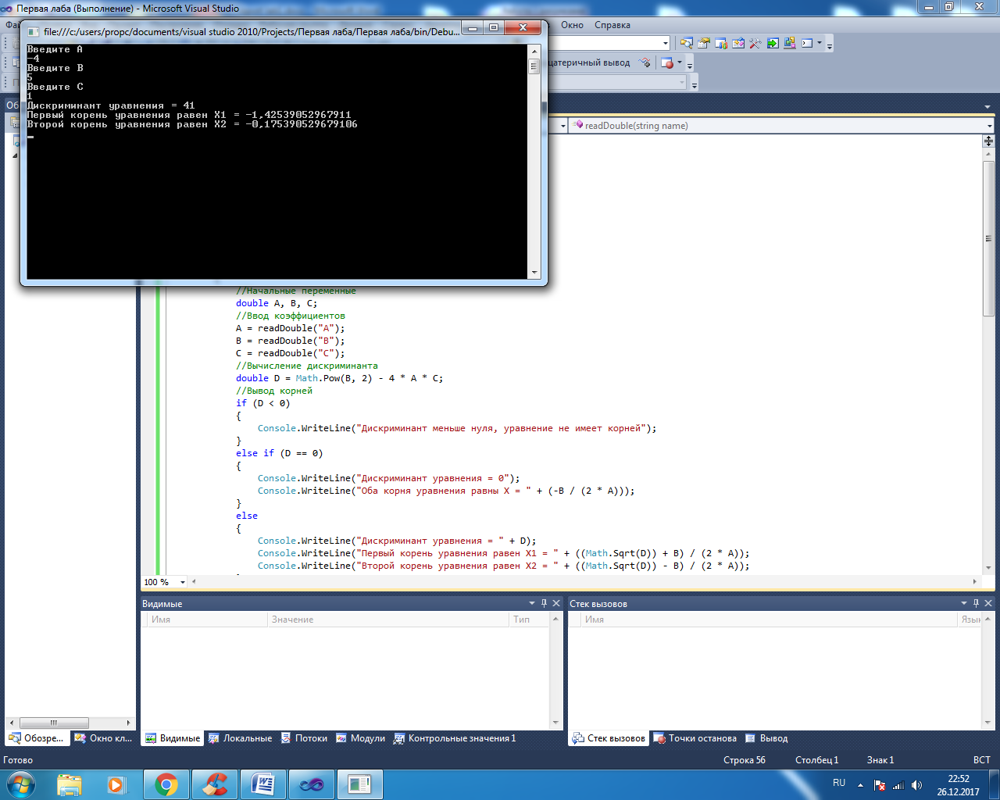 Первая лаба (Выполнение) - Microsoft Visual Studio
file:///c:/users/propc/documents/visual studio 2010/Projects/Первая лаба/Первая лаба/bin/Debu...
Окно Справка
Введите A
-4
Введите B
5
Введите C
1
Дискриминант уравнения = 41
Первый корень уравнения равен X1 = -1,42539052967911
Второй корень уравнения равен X2 = -0,175390529679106
цатеричный вывод
readDouble(string name)
//Начальные переменные
double A, B, C;
//Ввод коэффициентов
A = readDouble("A");
B = readDouble("B");
C = readDouble("C");
//Вычисление дискриминанта
double D = Math.Pow(B, 2) - 4 * A * C;
//Вывод корней
if (D < 0)
{
Console.WriteLine("Дискриминант меньше нуля, уравнение не имеет корней");
}
else if (D == 0)
{
Console.WriteLine("Дискриминант уравнения = 0");
Console.WriteLine("Оба корня уравнения равны X = " + (-B / (2 * A)));
}
else
{
Console.WriteLine("Дискриминант уравнения = " + D);
Console.WriteLine("Первый корень уравнения равен X1 = " + ((Math.Sqrt(D)) + B) / (2 * A));
Console.WriteLine("Второй корень уравнения равен X2 = " + ((Math.Sqrt(D)) - B) / (2 * A));
100 %
Видимые
Имя Значение Тип
Стек вызовов
Имя Язык
Обозре... Окно кл...
Видимые Локальные Потоки Модули Контрольные значения 1
Стек вызовов Точки останова Вывод
Готово Строка 56 Столбец 1 Знак 1 ВСТ
RU
22:52
26.12.2017